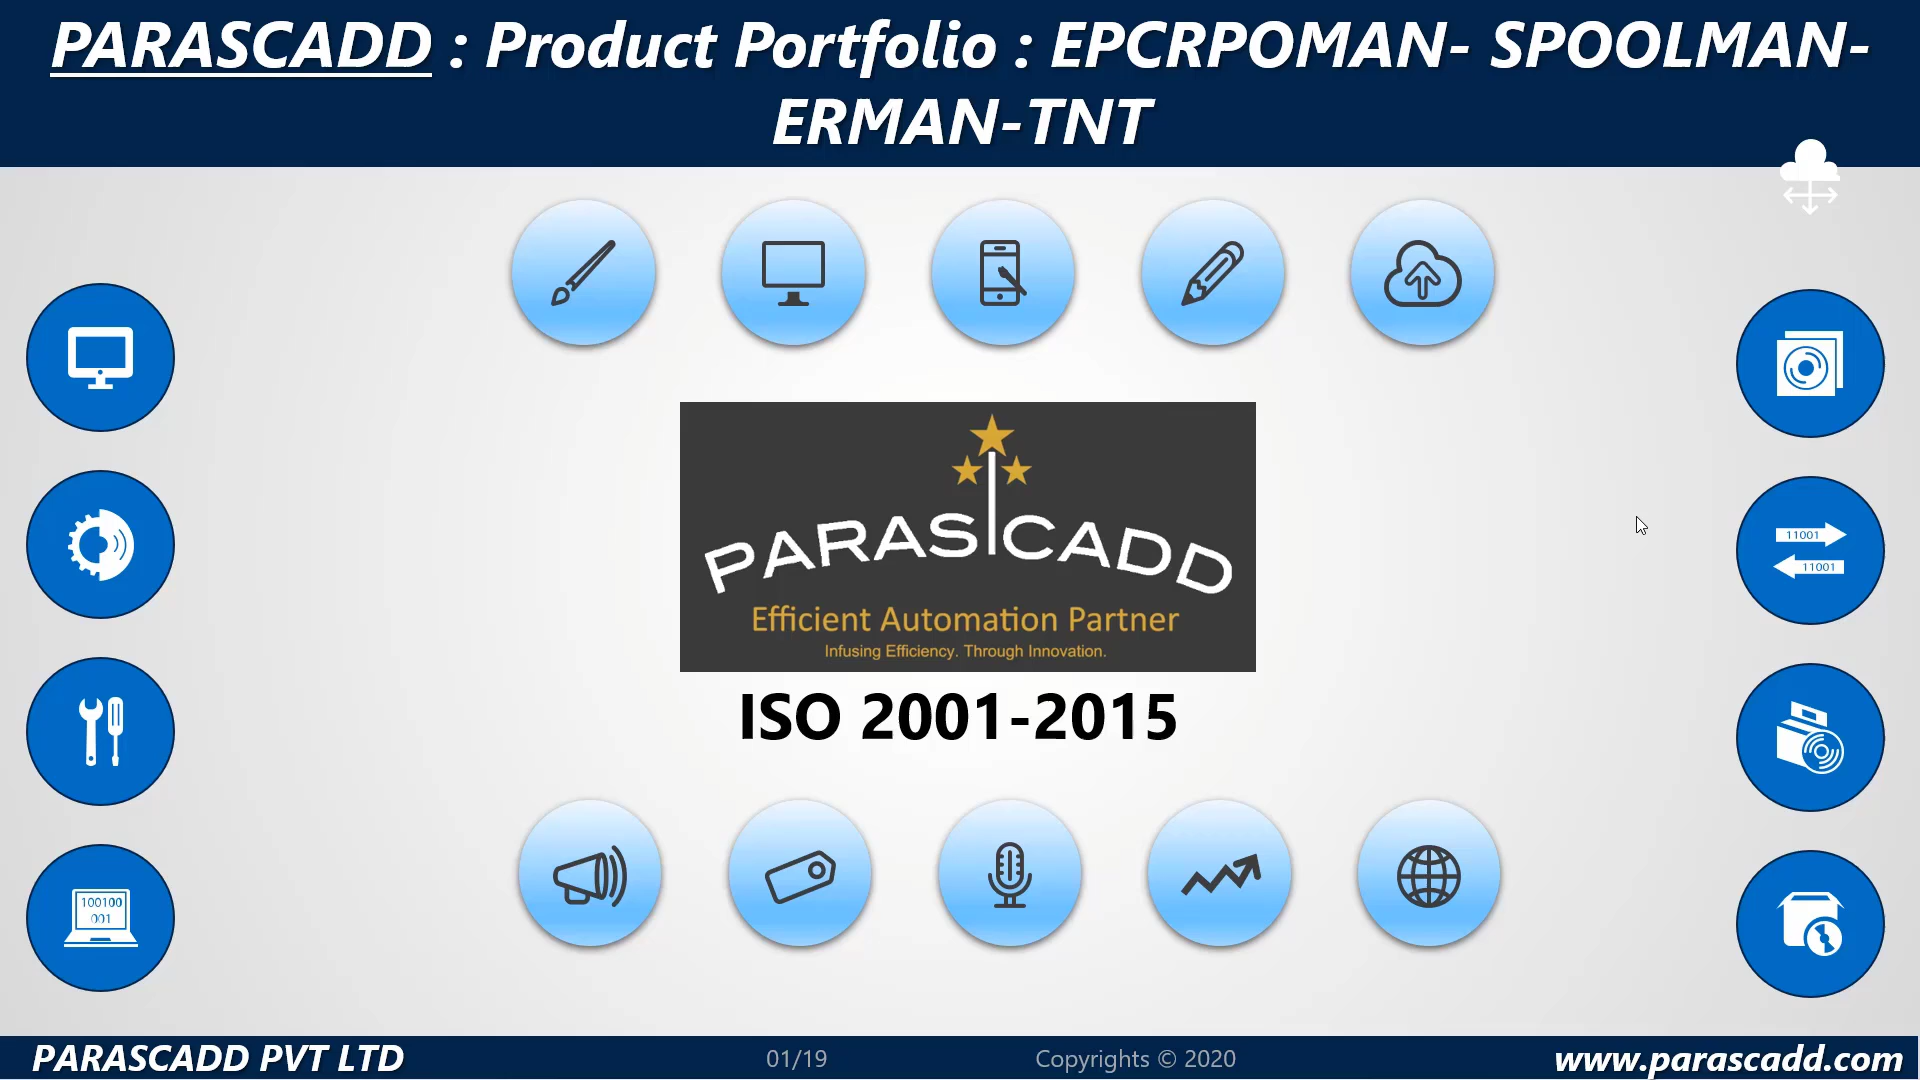 PARASCADD : Product Portfolio : EPCRPOMAN- SPOOLMAN-
ERMAN-TNT
PARASCADD
Efficient Automation Partner
Infusing Efficiency. Through Innovation.
11001
11001
ISO 2001-2015
100100
001
PARASCADD PVT LTD
01/19
Copyrights © 2020
www.parascadd.com